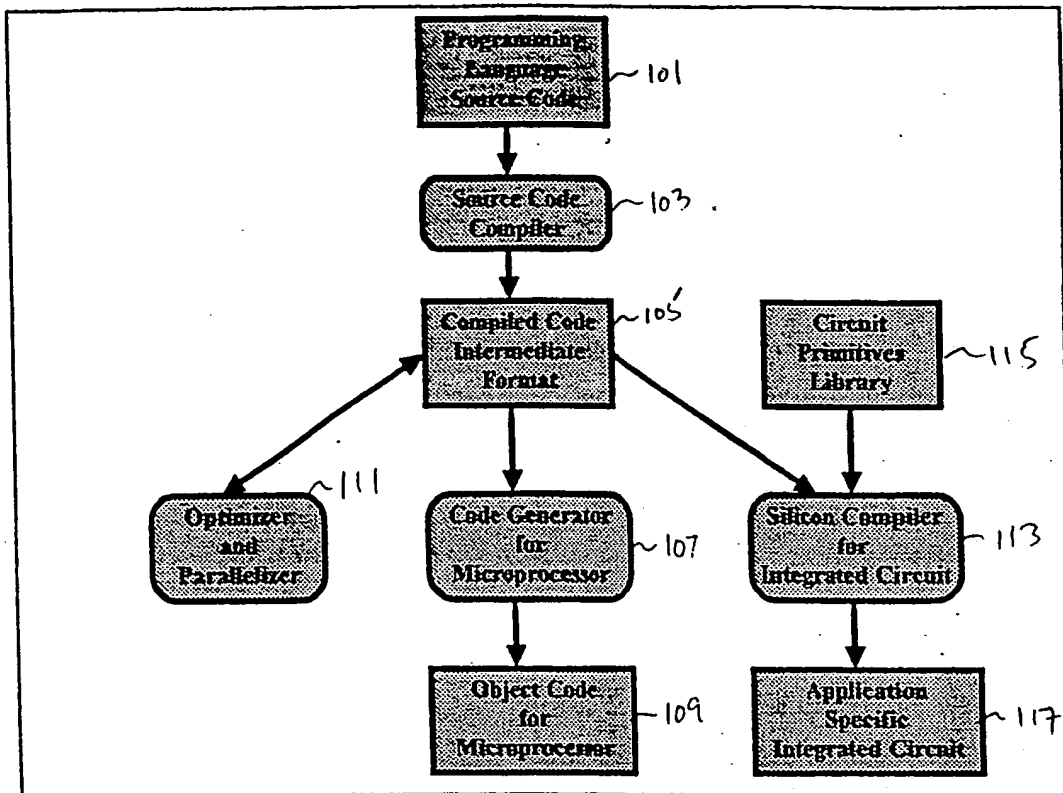 Programming
Language
Source Code
101
Source Code
Compiler
103
Compiled Code
Intermediate
Format
105
Circuit
Primitives
Library
115
Optimizer
and
Parallelizer
111
Code Generator
for
Microprocessor
107
Silicon Compiler
for
Integrated Circuit
113
Object Code
for
Microprocessor
109
Application
Specific
Integrated Circuit
117